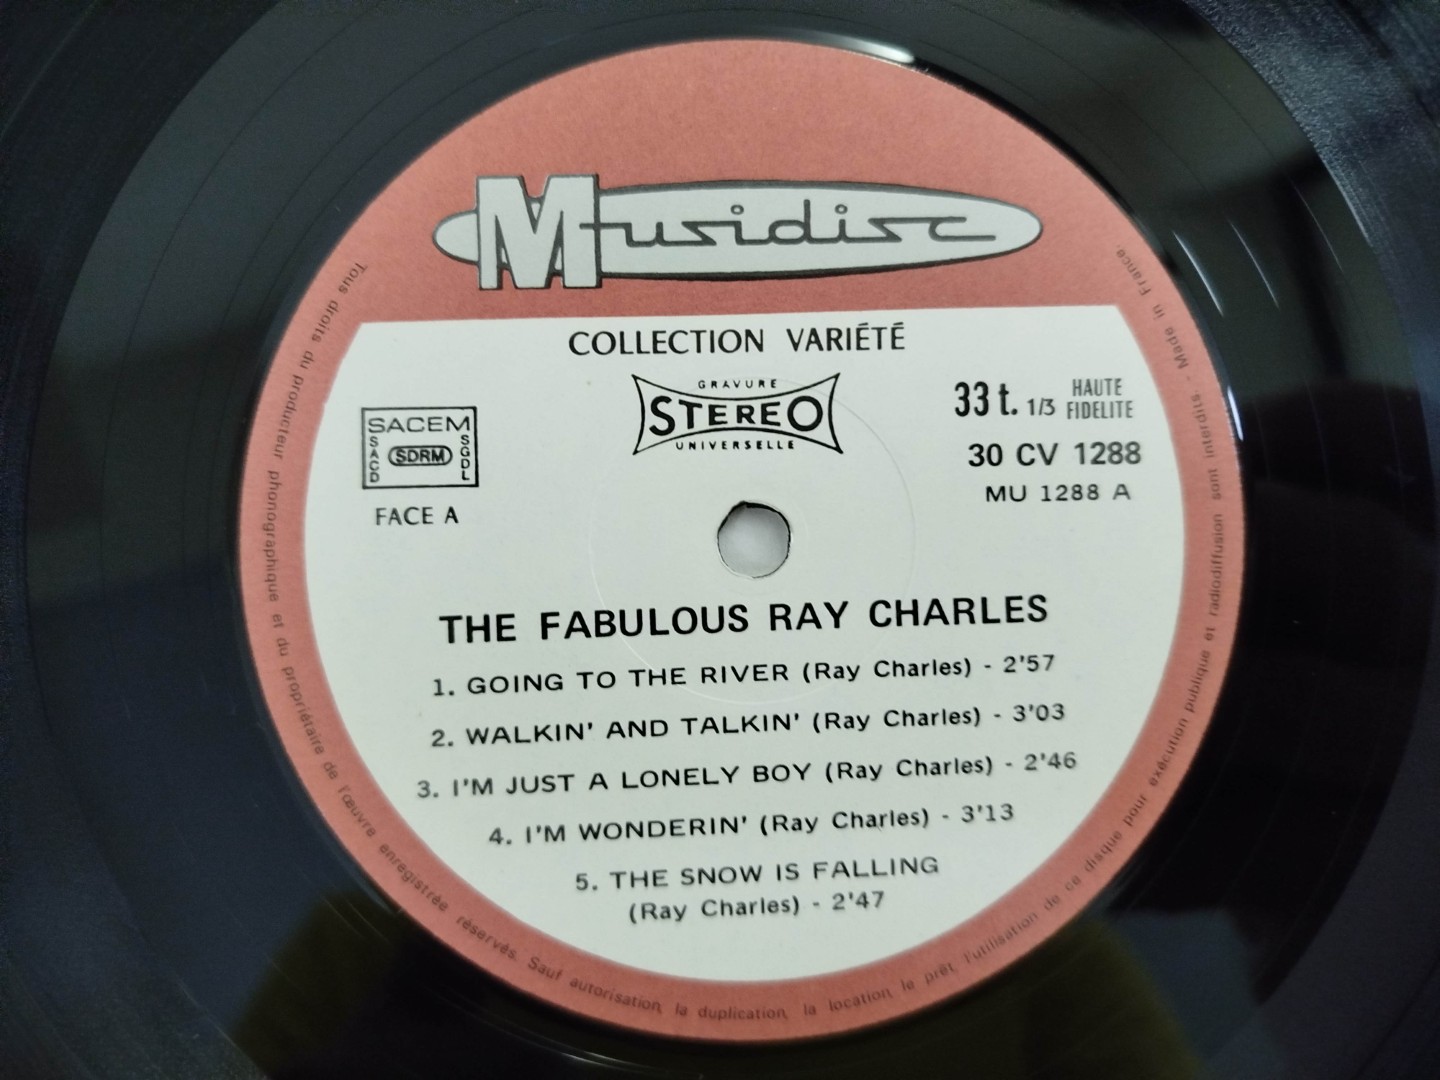 Musidisc
COLLECTION VARIÉTÉ
GRAVURE
STEREO
UNIVERSELLE
33 t. 1/3 HAUTE FIDELITE
30 CV 1288
MU 1288 A
SACEM
SACD
SDRM
SGDL
FACE A
THE FABULOUS RAY CHARLES
1. GOING TO THE RIVER (Ray Charles) - 2'57
2. WALKIN' AND TALKIN' (Ray Charles) - 3'03
3. I'M JUST A LONELY BOY (Ray Charles) - 2'46
4. I'M WONDERIN' (Ray Charles) - 3'13
5. THE SNOW IS FALLING
(Ray Charles) - 2'47
Tous droits du producteur phonographique et du propriétaire de l'œuvre enregistrée réservés. Sauf autorisation, la duplication, la location, le prêt, l'utilisation de ce disque pour exécution publique et radiodiffusion sont interdits. - Made in France.